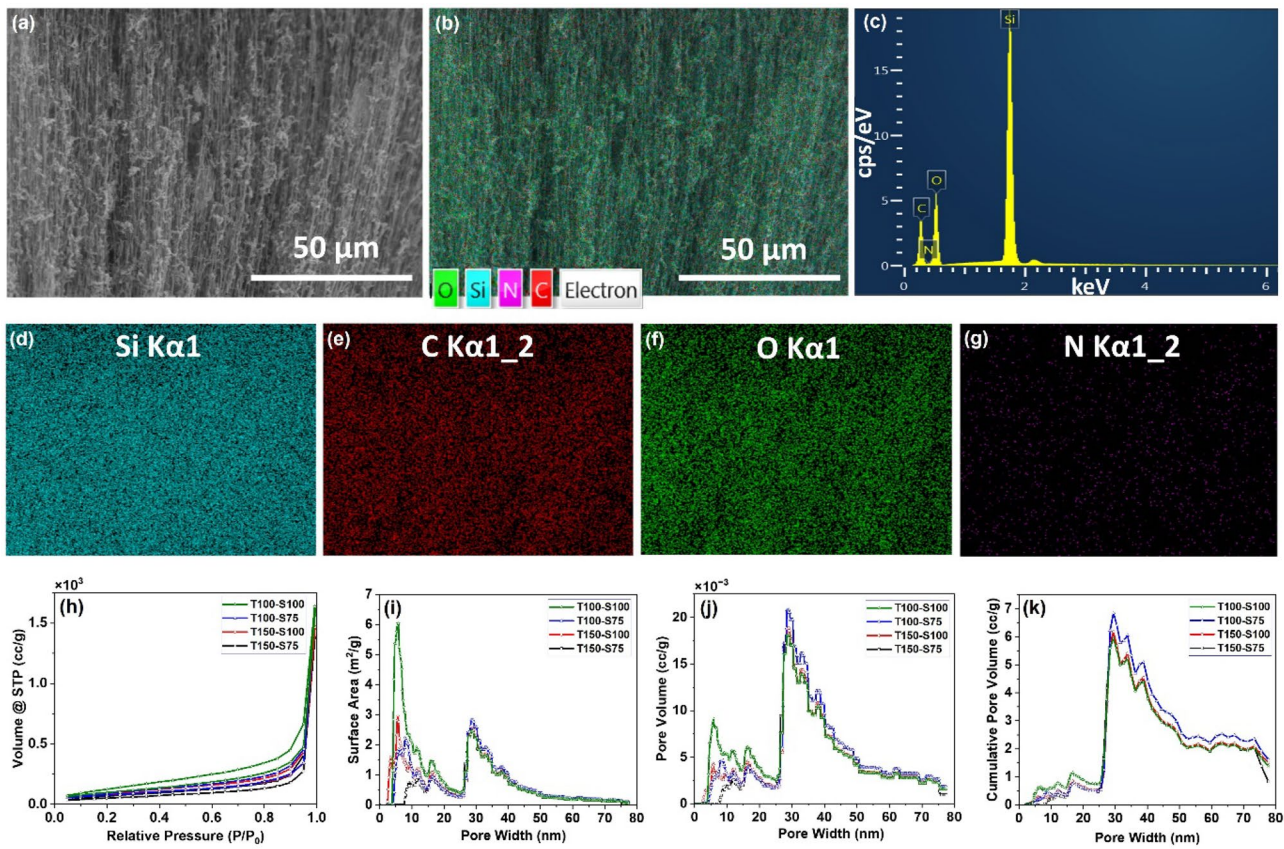 (a)
50 µm
(b)
50 µm
O Si N C Electron
(c)
Si
O
C
N
cps/eV
15
10
5
0
0 2 4 6
keV
(d) Si Kα1
(e) C Kα1_2
(f) O Kα1
(g) N Kα1_2
(h)
×10³
T100-S100
T100-S75
T150-S100
T150-S75
Volume @ STP (cc/g)
1.5
1.0
0.5
0.0
0.0 0.2 0.4 0.6 0.8 1.0
Relative Pressure (P/P₀)
(i)
T100-S100
T100-S75
T150-S100
T150-S75
Surface Area (m²/g)
7
6
5
4
3
2
1
0
0 10 20 30 40 50 60 70 80
Pore Width (nm)
(j)
×10⁻³
T100-S100
T100-S75
T150-S100
T150-S75
Pore Volume (cc/g)
20
15
10
5
0
0 10 20 30 40 50 60 70 80
Pore Width (nm)
(k)
T100-S100
T100-S75
T150-S100
T150-S75
Cumulative Pore Volume (cc/g)
7
6
5
4
3
2
1
0
0 10 20 30 40 50 60 70 80
Pore Width (nm)